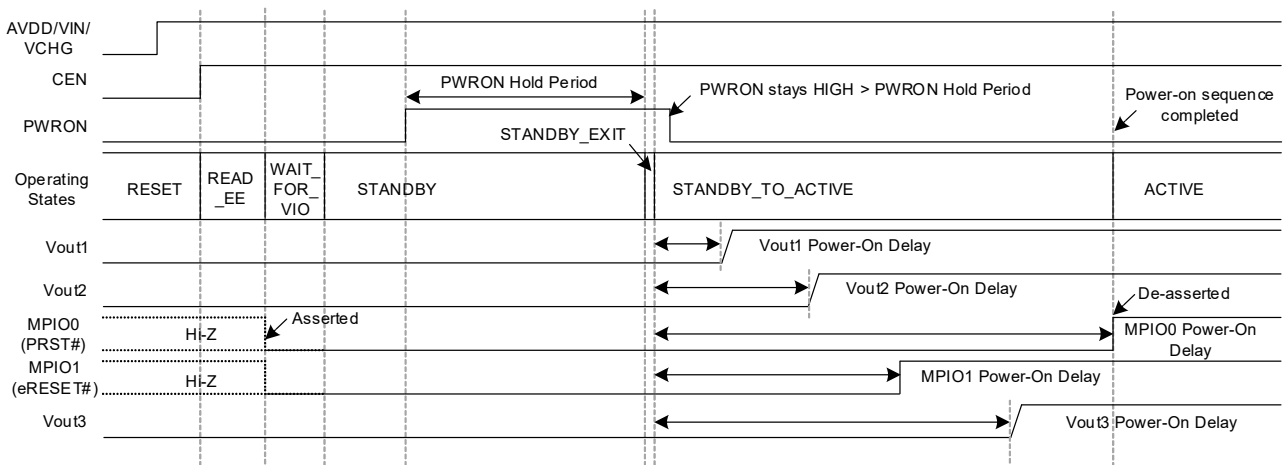 AVDD/VIN/
VCHG
CEN
PWRON Hold Period
PWRON stays HIGH > PWRON Hold Period
Power-on sequence
completed
PWRON
STANDBY_EXIT
Operating
States
RESET
READ
_EE
WAIT_
FOR_
VIO
STANDBY
STANDBY_TO_ACTIVE
ACTIVE
Vout1
Vout1 Power-On Delay
Vout2
Vout2 Power-On Delay
De-asserted
MPIO0
(PRST#)
Hi-Z
Asserted
MPIO0 Power-On
Delay
MPIO1
(eRESET#)
Hi-Z
MPIO1 Power-On Delay
Vout3
Vout3 Power-On Delay